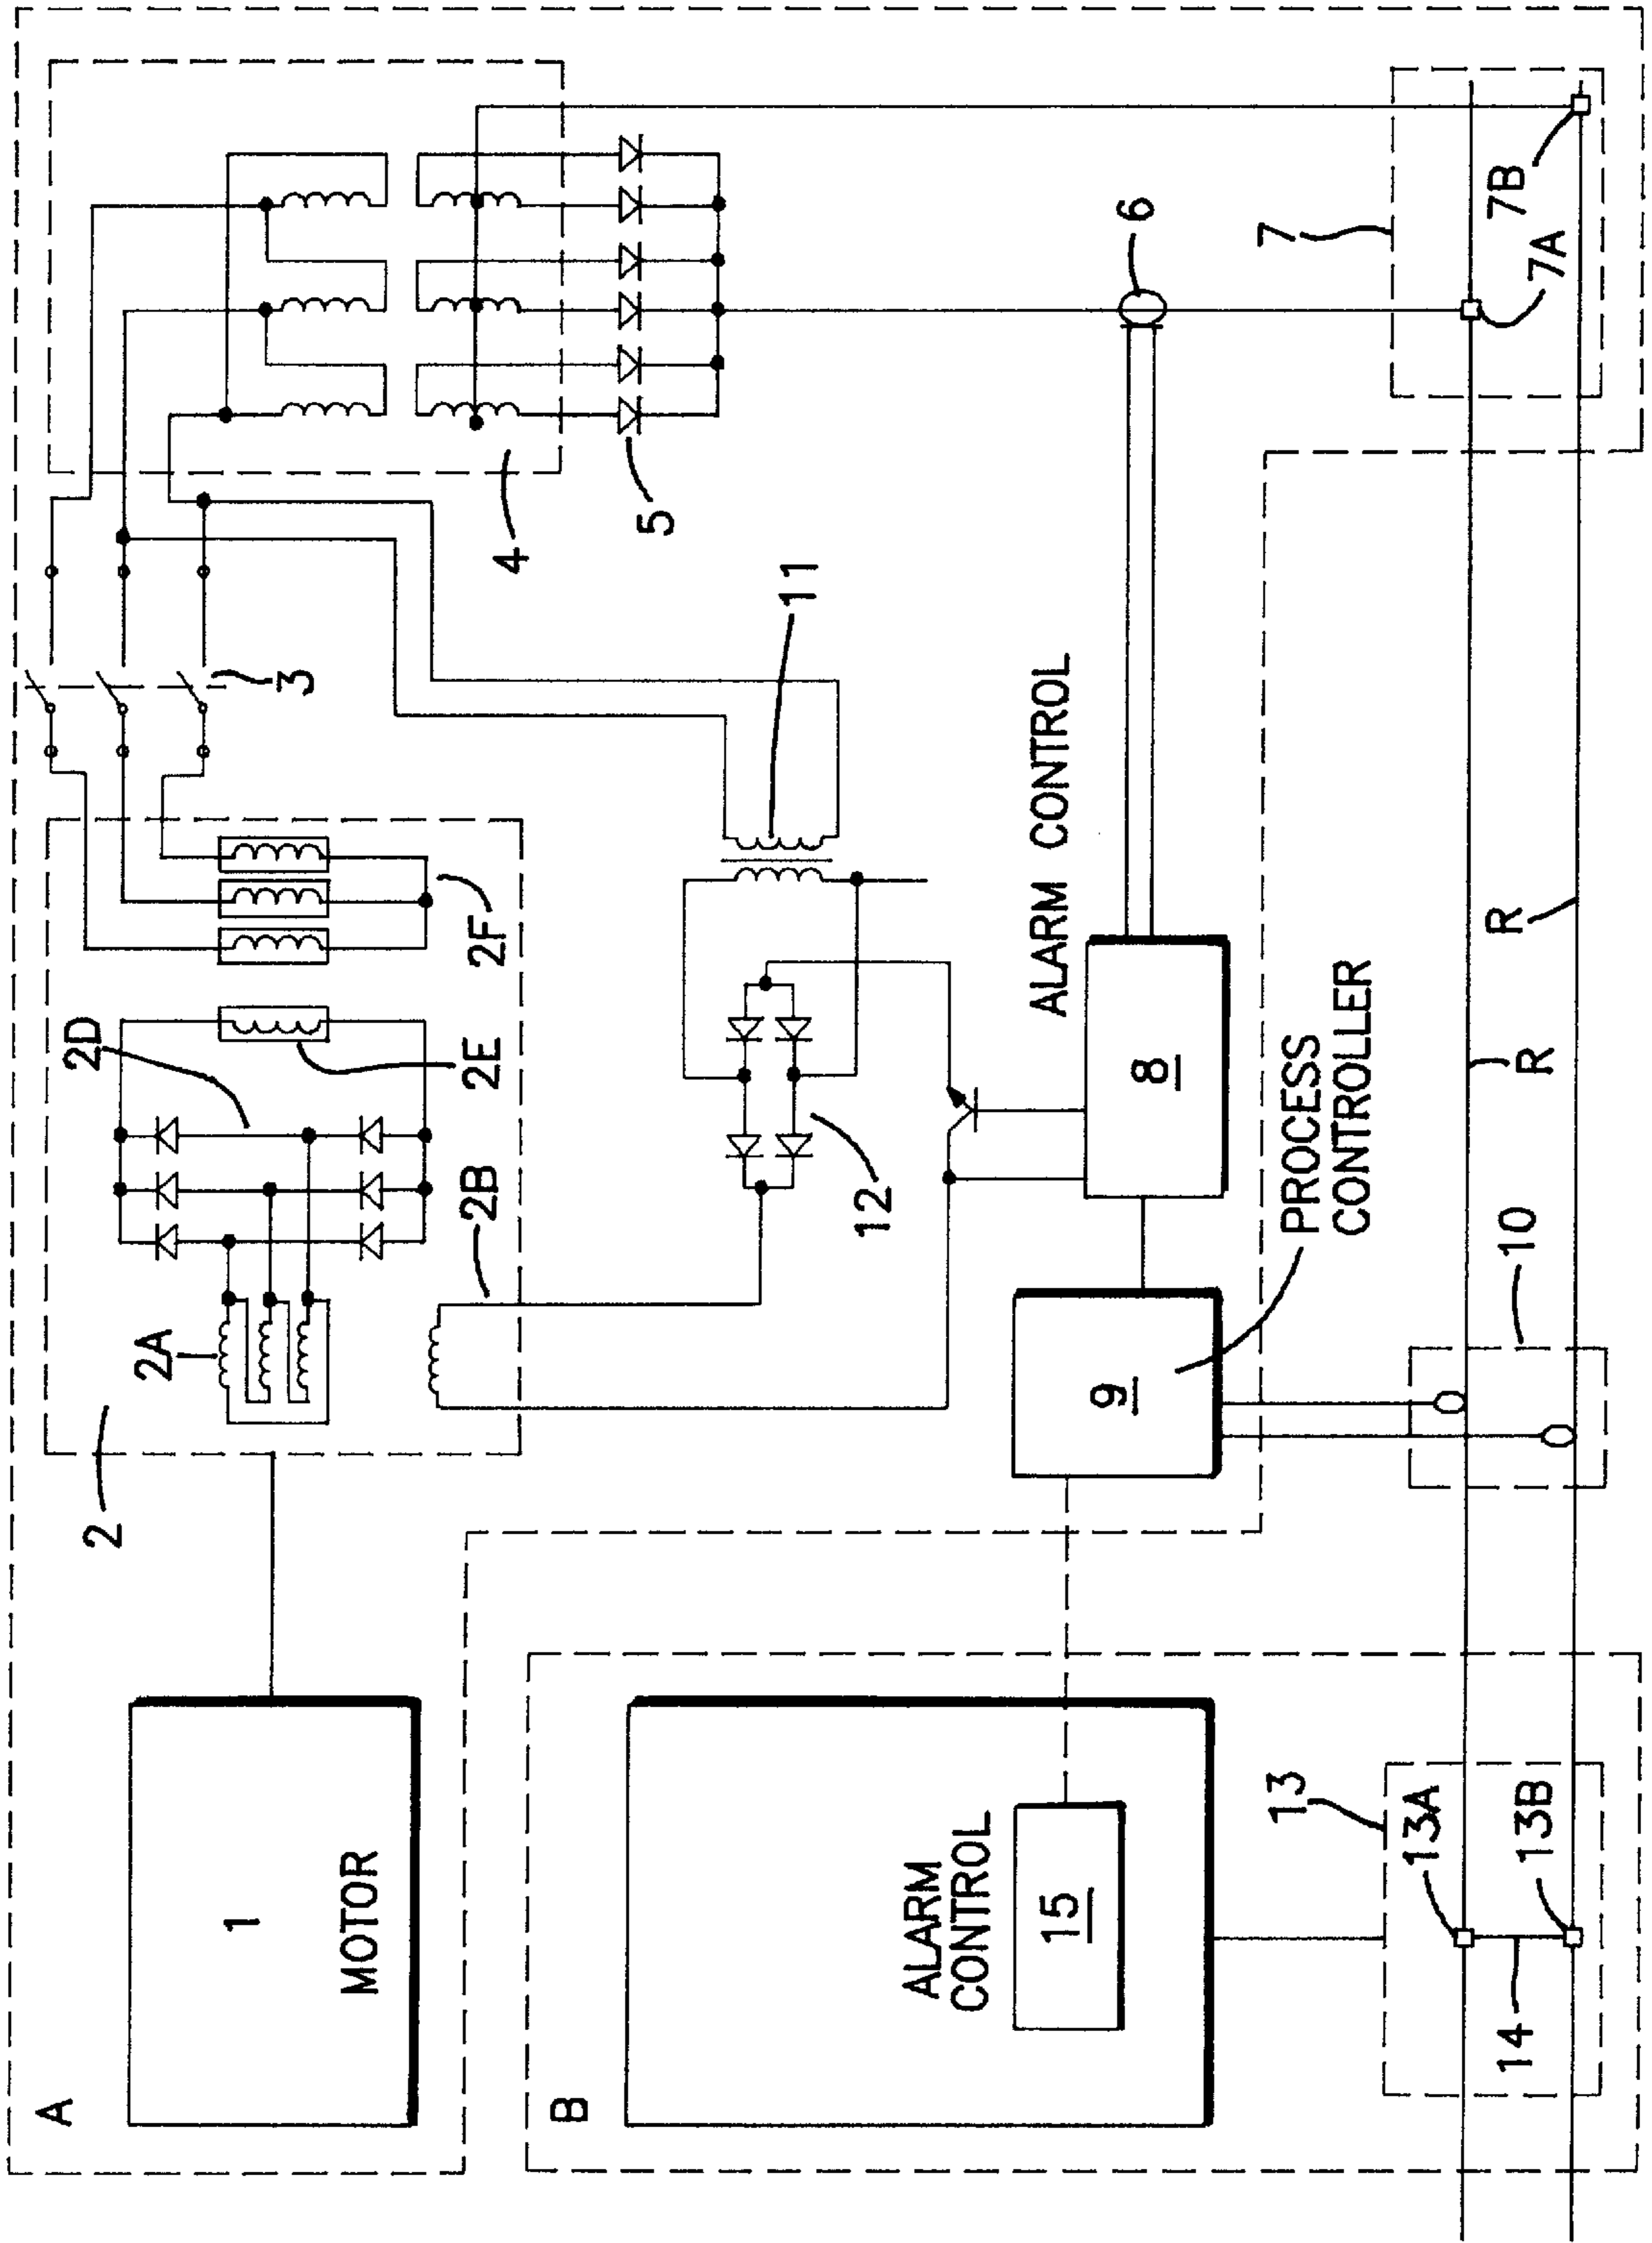 A
1
MOTOR
2
2A
2B
2D
2E
2F
3
4
5
6
7
7A
7B
11
12
ALARM CONTROL
8
9
PROCESS
CONTROLLER
10
R
R
B
ALARM
CONTROL
15
13
13A
13B
14